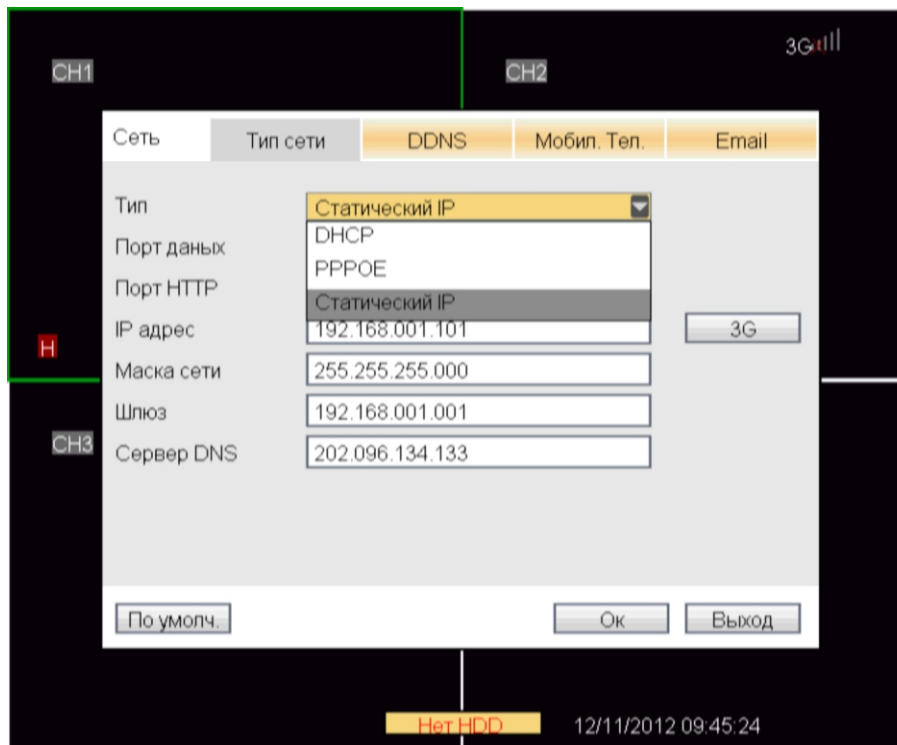 3G
CH1
CH2
Сеть
Тип сети
DDNS
Мобил. Тел.
Email
Тип
Статический IP
DHCP
PPPOE
Статический IP
Порт даных
Порт HTTP
IP адрес
192.168.001.101
3G
H
Маска сети
255.255.255.000
Шлюз
192.168.001.001
CH3
Сервер DNS
202.096.134.133
По умолч.
Ок
Выход
Нет HDD
12/11/2012 09:45:24